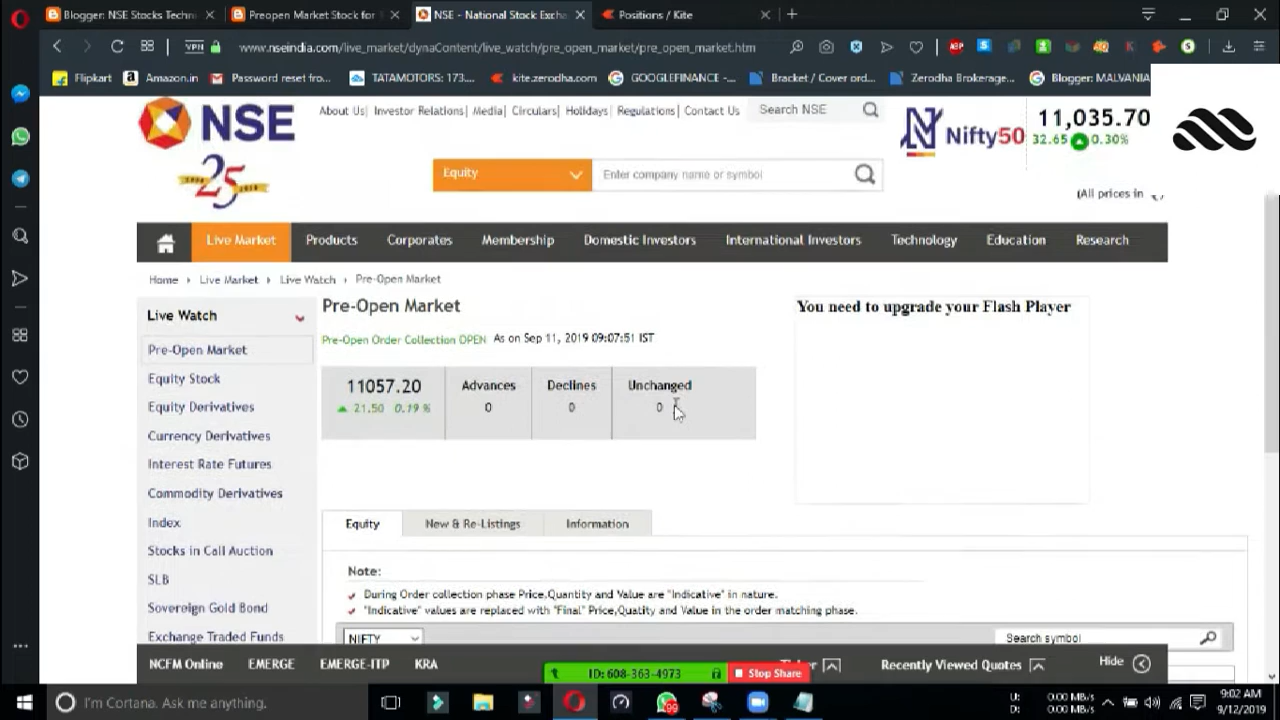 Blogger: NSE Stocks Techni
Preopen Market Stock for
NSE - National Stock Excha
Positions / Kite
VPN
www.nseindia.com/live_market/dynaContent/live_watch/pre_open_market/pre_open_market.htm
ABP
Flipkart
Amazon.in
Password reset fro...
TATAMOTORS: 173....
kite.zerodha.com
GOOGLEFINANCE -...
Bracket / Cover ord...
Zerodha Brokerage...
Blogger: MALVANIA
NSE
25
About Us| Investor Relations| Media| Circulars| Holidays| Regulations| Contact Us
Search NSE
Nifty50
11,035.70
32.65 0.30%
Equity
Enter company name or symbol
(All prices in
Live Market
Products
Corporates
Membership
Domestic Investors
International Investors
Technology
Education
Research
Home
Live Market
Live Watch
Pre-Open Market
Live Watch
Pre-Open Market
Equity Stock
Equity Derivatives
Currency Derivatives
Interest Rate Futures
Commodity Derivatives
Index
Stocks in Call Auction
SLB
Sovereign Gold Bond
Exchange Traded Funds
Pre-Open Market
Pre-Open Order Collection OPEN As on Sep 11, 2019 09:07:51 IST
11057.20
21.50 0.19 %
Advances
0
Declines
0
Unchanged
0
You need to upgrade your Flash Player
Equity
New & Re-Listings
Information
Note:
During Order collection phase Price,Quantity and Value are "Indicative" in nature.
"Indicative" values are replaced with "Final" Price,Quatity and Value in the order matching phase.
NIFTY
Search symbol
NCFM Online
EMERGE
EMERGE-ITP
KRA
Recently Viewed Quotes
Hide
ID: 608-363-4973
Stop Share
I'm Cortana. Ask me anything.
99
U: 0.00 MB/s
D: 0.00 MB/s
9:02 AM
9/12/2019